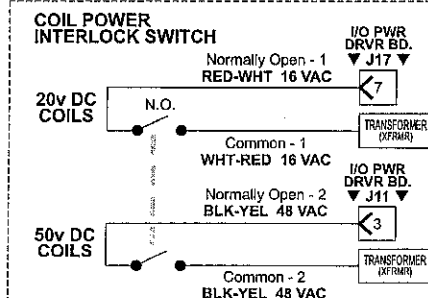 COIL POWER
INTERLOCK SWITCH
I/O PWR
DRVR BD.
▼ J17 ▼
Normally Open - 1
RED-WHT 16 VAC
7
20v DC
COILS
N.O.
TRANSFORMER
(XFRMR)
Common - 1
WHT-RED 16 VAC
I/O PWR
DRVR BD.
▼ J11 ▼
Normally Open - 2
BLK-YEL 48 VAC
3
50v DC
COILS
TRANSFORMER
(XFRMR)
Common - 2
BLK-YEL 48 VAC